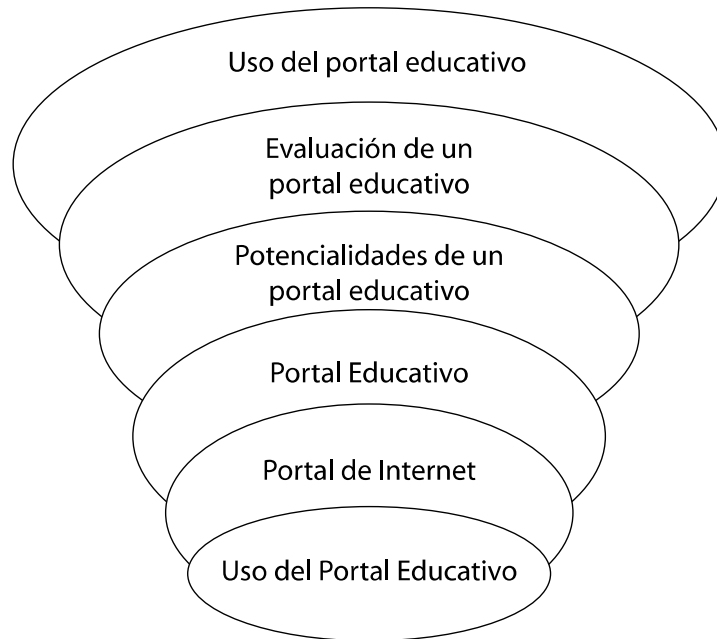 Uso del portal educativo
Evaluación de un
portal educativo
Potencialidades de un
portal educativo
Portal Educativo
Portal de Internet
Uso del Portal Educativo